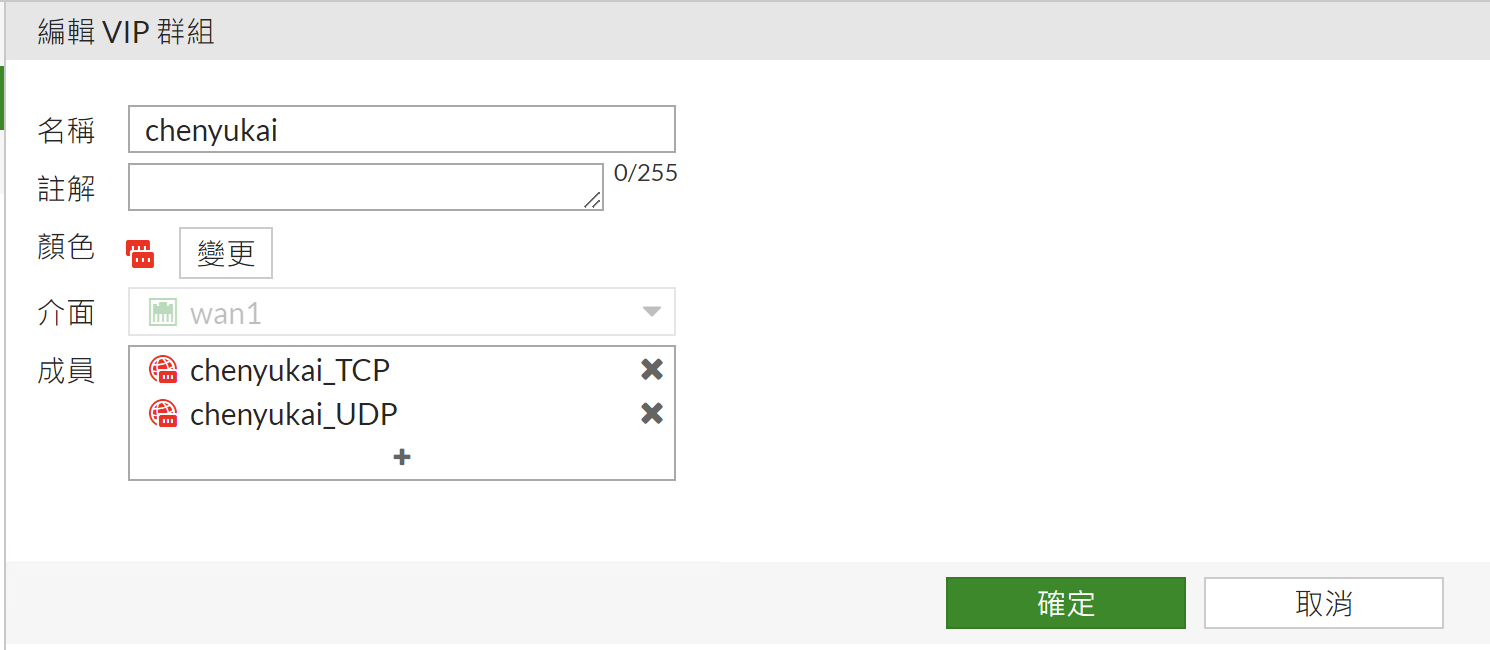 編輯 VIP 群組
名稱 chenyukai
註解 0/255
顏色 變更
介面 wan1
成員 chenyukai_TCP
chenyukai_UDP
確定 取消